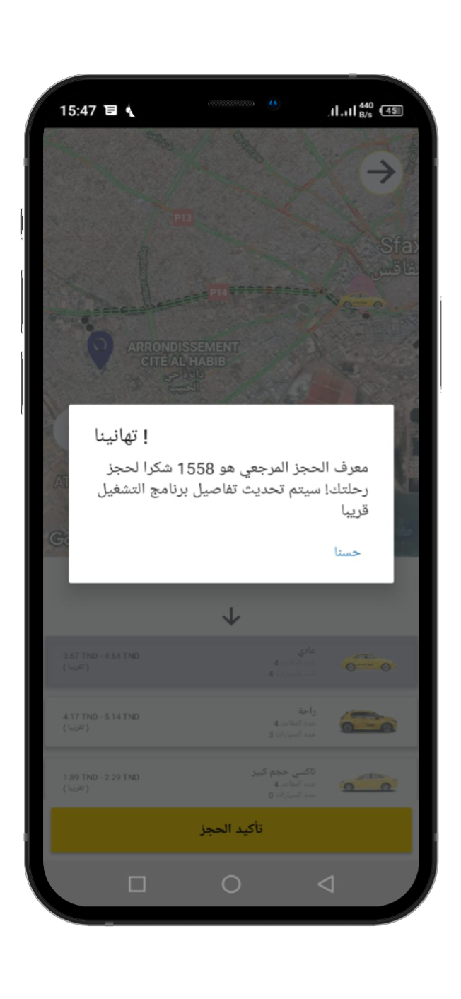 15:47
440
B/s
45
P13
Sfax
صفاقس
P14
ARRONDISSEMENT
CITÉ AL HABIB
دائرة حي
الحبيب
تهانينا !
معرف الحجز المرجعي هو 1558 شكرا لحجز
رحلتك! سيتم تحديث تفاصيل برنامج التشغيل
قريبا
حسنا
عادي
عدد المقاعد 4
عدد السيارات 4
3.67 TND - 4.64 TND
( تقريبا )
راحة
عدد المقاعد 4
عدد السيارات 3
4.17 TND - 5.14 TND
( تقريبا )
تاكسي حجم كبير
عدد المقاعد 4
عدد السيارات 0
1.89 TND - 2.29 TND
( تقريبا )
تأكيد الحجز